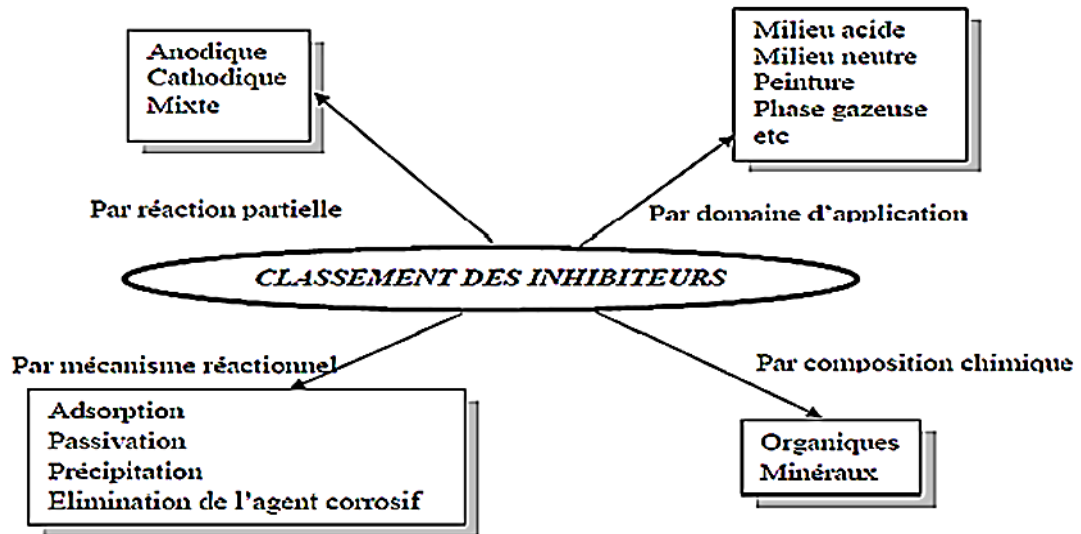 Anodique
Cathodique
Mixte
Milieu acide
Milieu neutre
Peinture
Phase gazeuse
etc
Par réaction partielle
Par domaine d'application
CLASSEMENT DES INHIBITEURS
Par mécanisme réactionnel
Par composition chimique
Adsorption
Passivation
Précipitation
Elimination de l'agent corrosif
Organiques
Minéraux